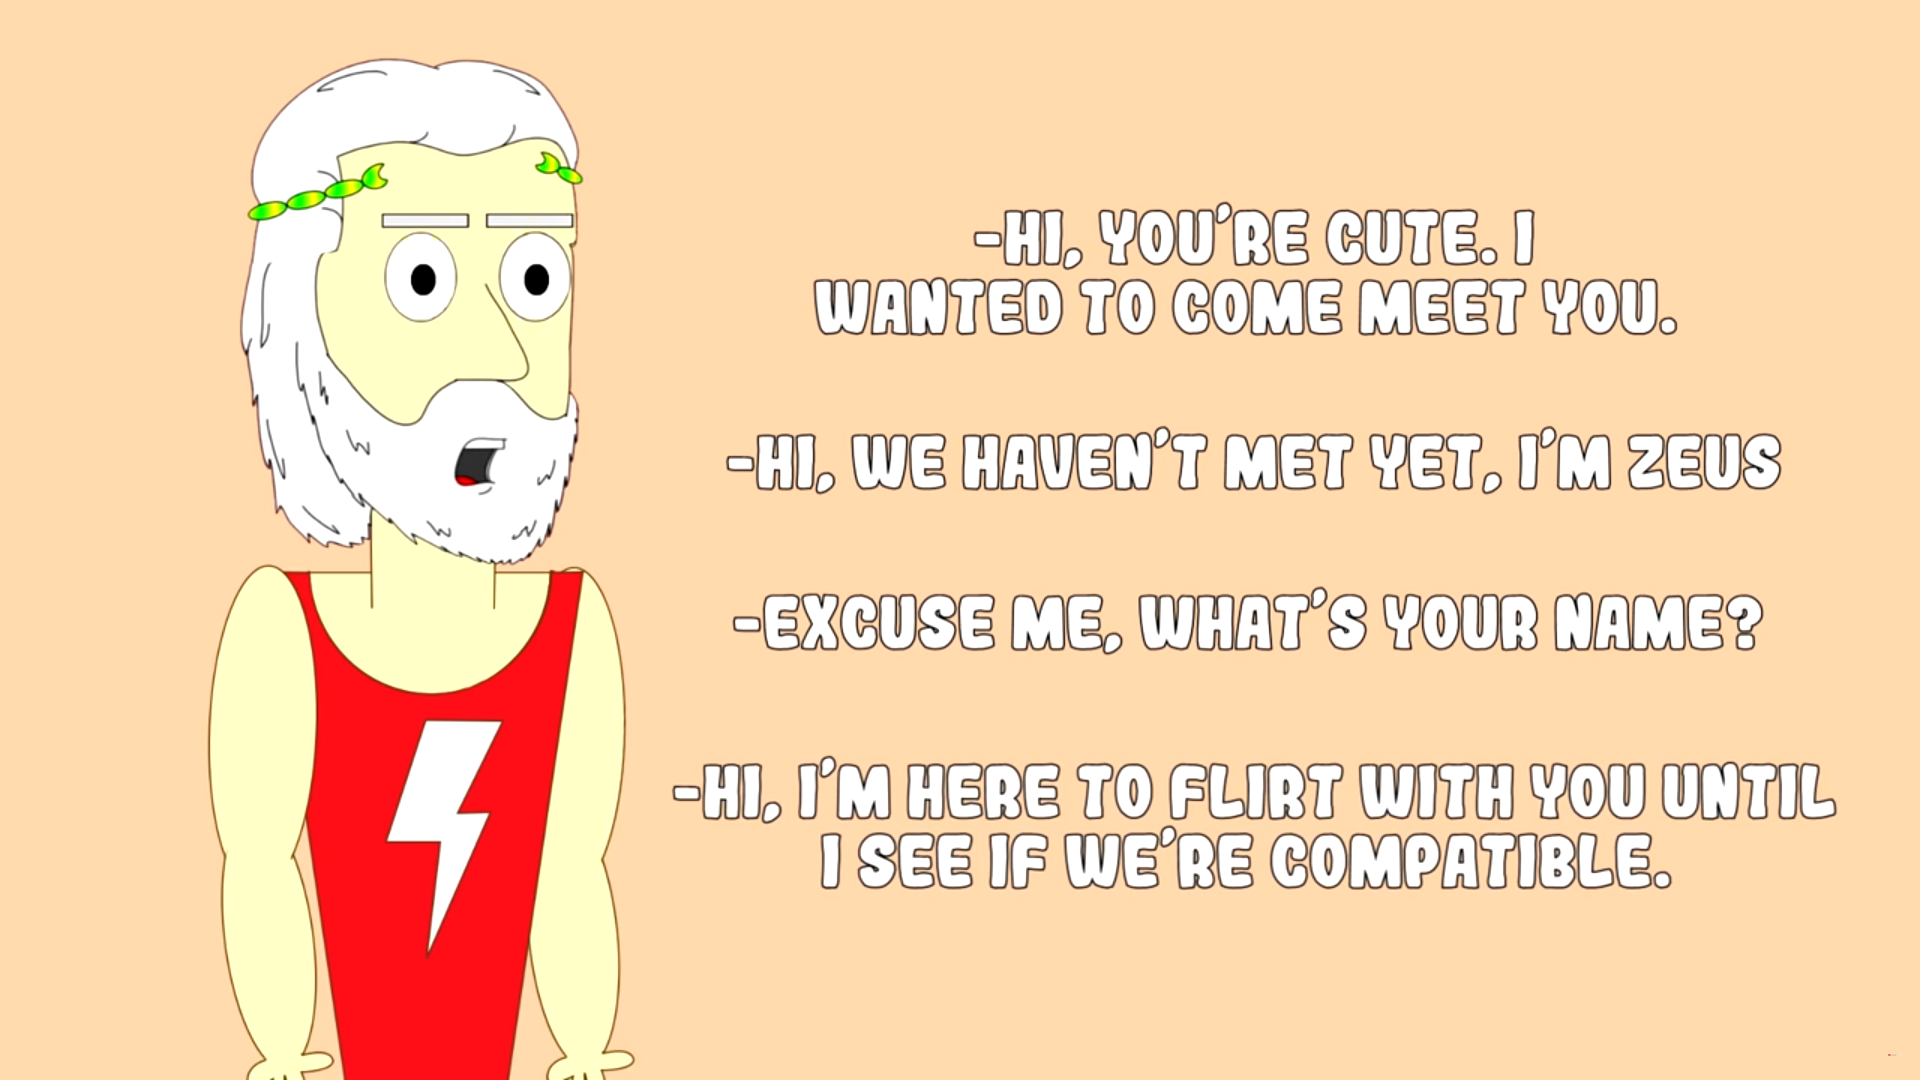 -HI, YOU'RE CUTE. I
WANTED TO COME MEET YOU.
-HI, WE HAVEN'T MET YET, I'M ZEUS
-EXCUSE ME, WHAT'S YOUR NAME?
-HI, I'M HERE TO FLIRT WITH YOU UNTIL
I SEE IF WE'RE COMPATIBLE.